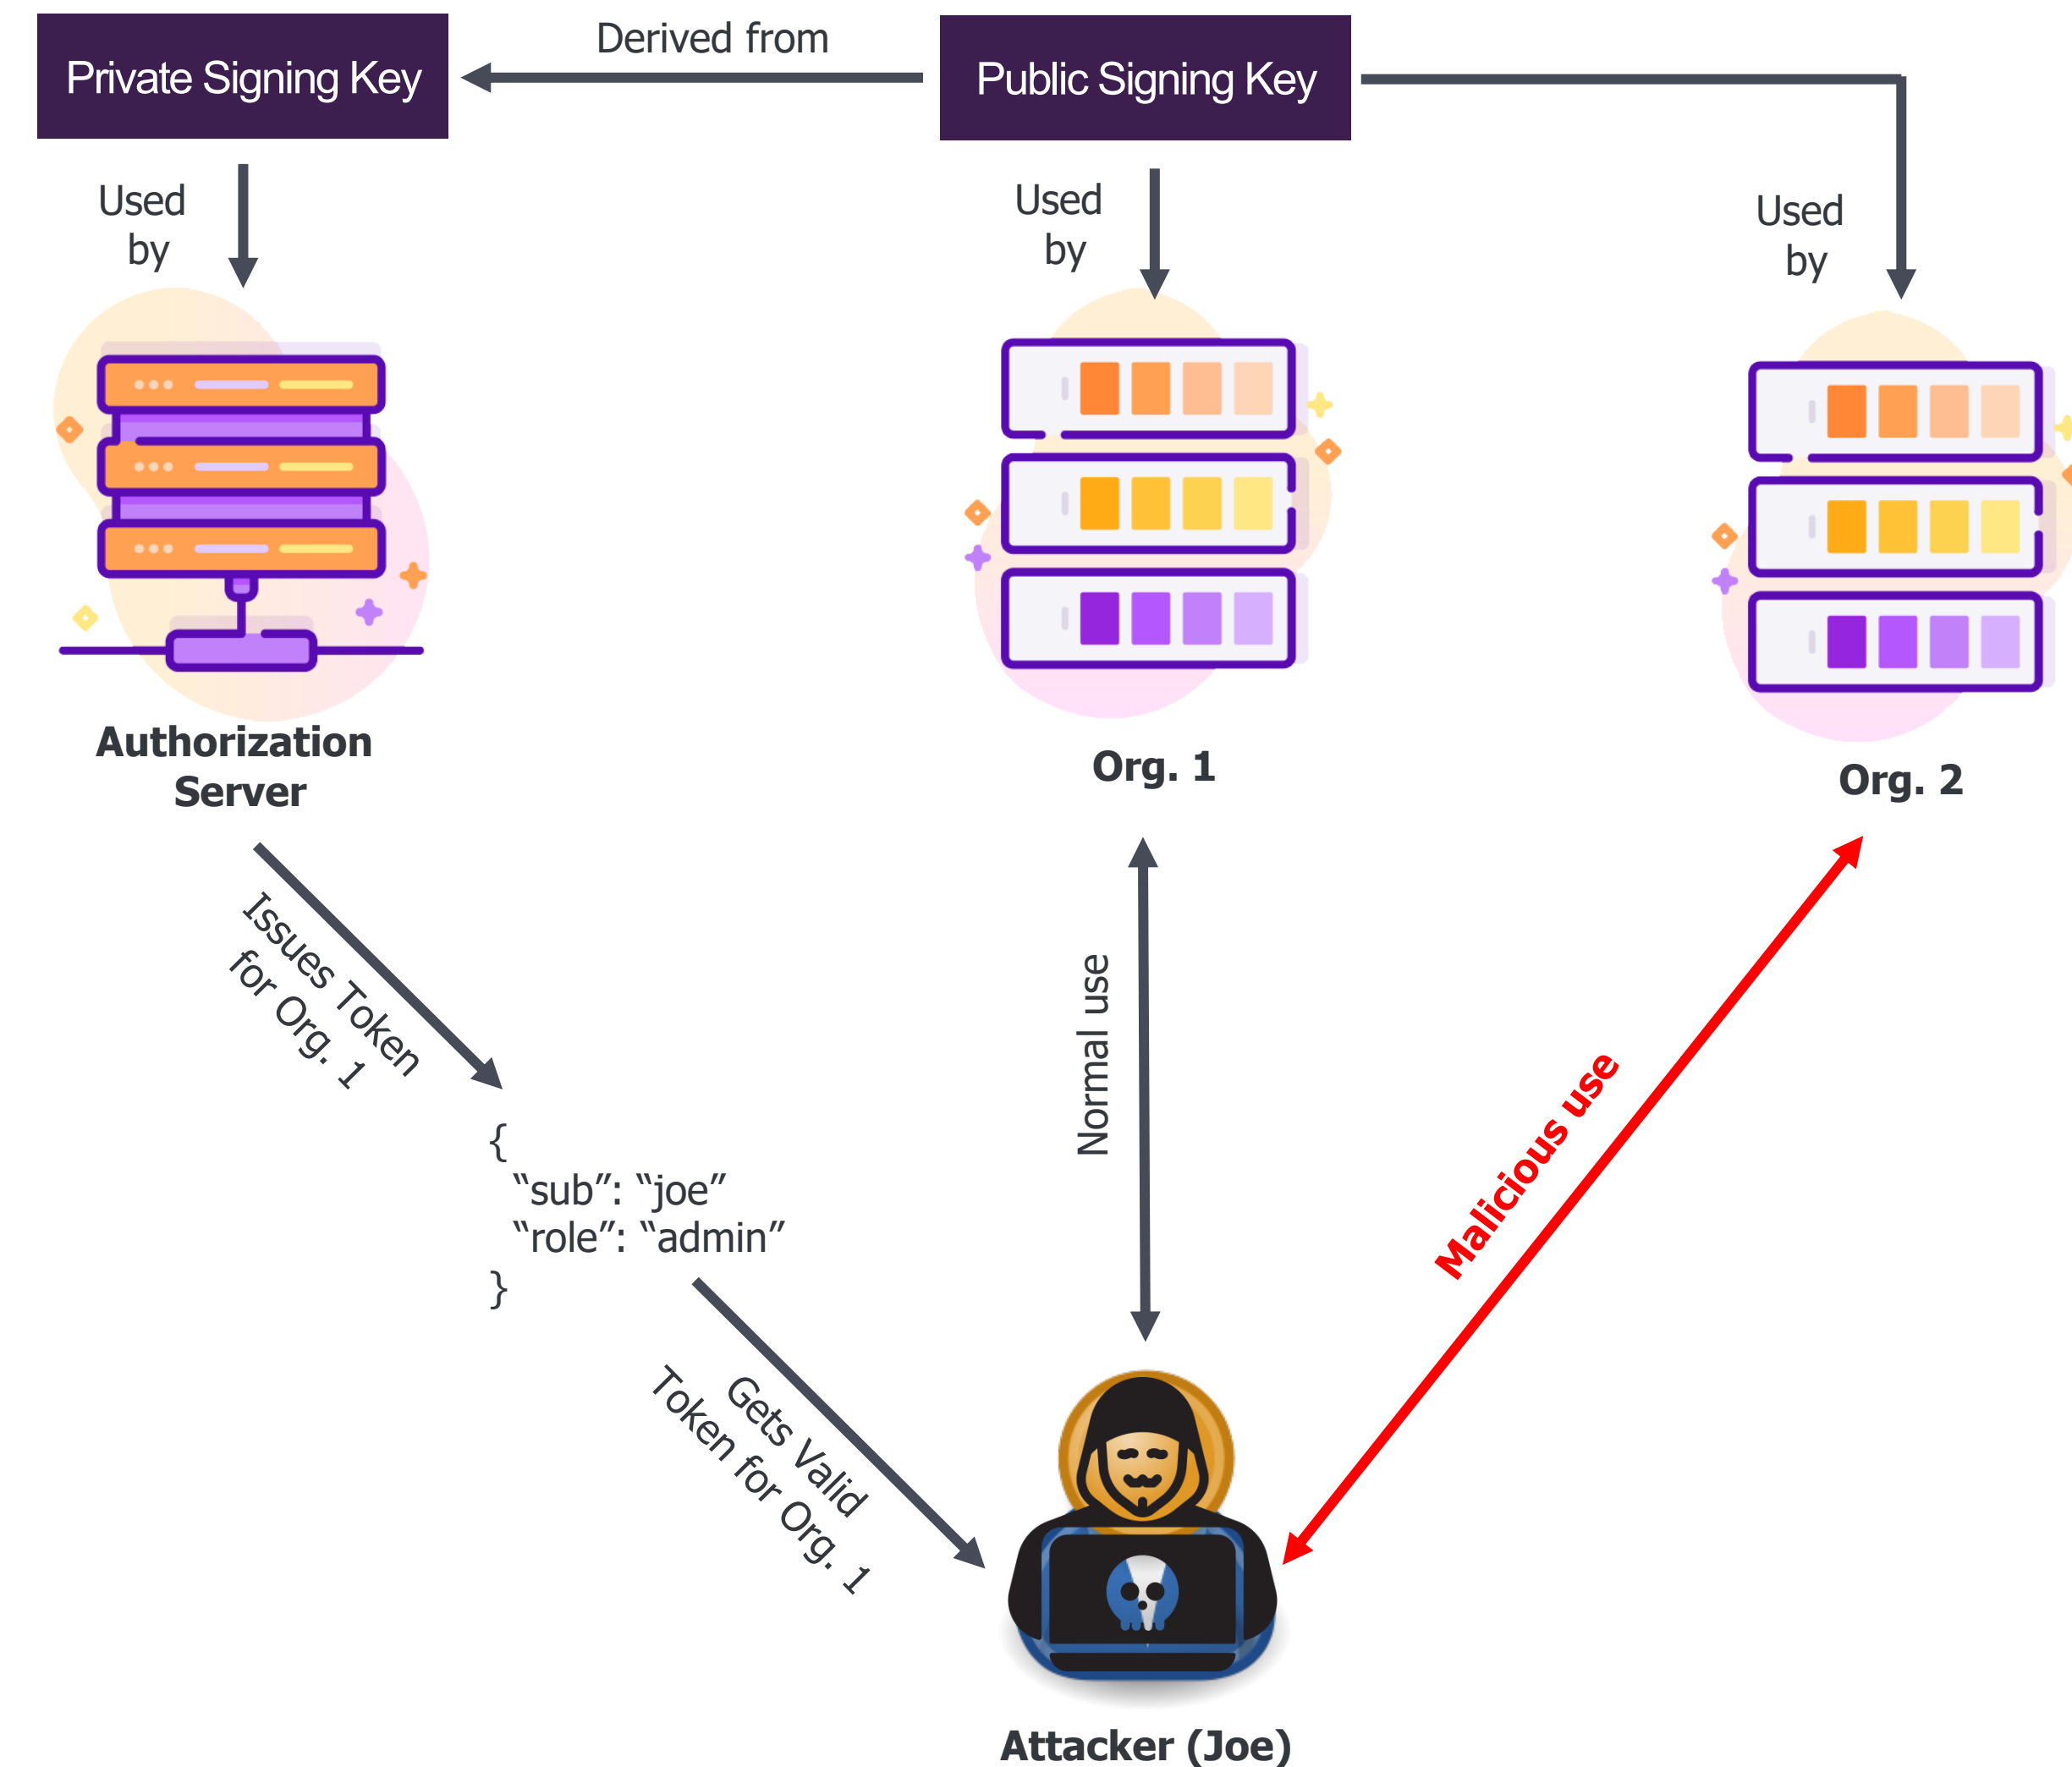 Private Signing Key
Derived from
Public Signing Key
Used
by
Used
by
Used
by
Authorization
Server
Org. 1
Org. 2
Issues Token
for Org. 1
{
“sub”: “joe”
“role”: “admin”
}
Gets Valid
Token for Org. 1
Normal use
Malicious use
Attacker (Joe)